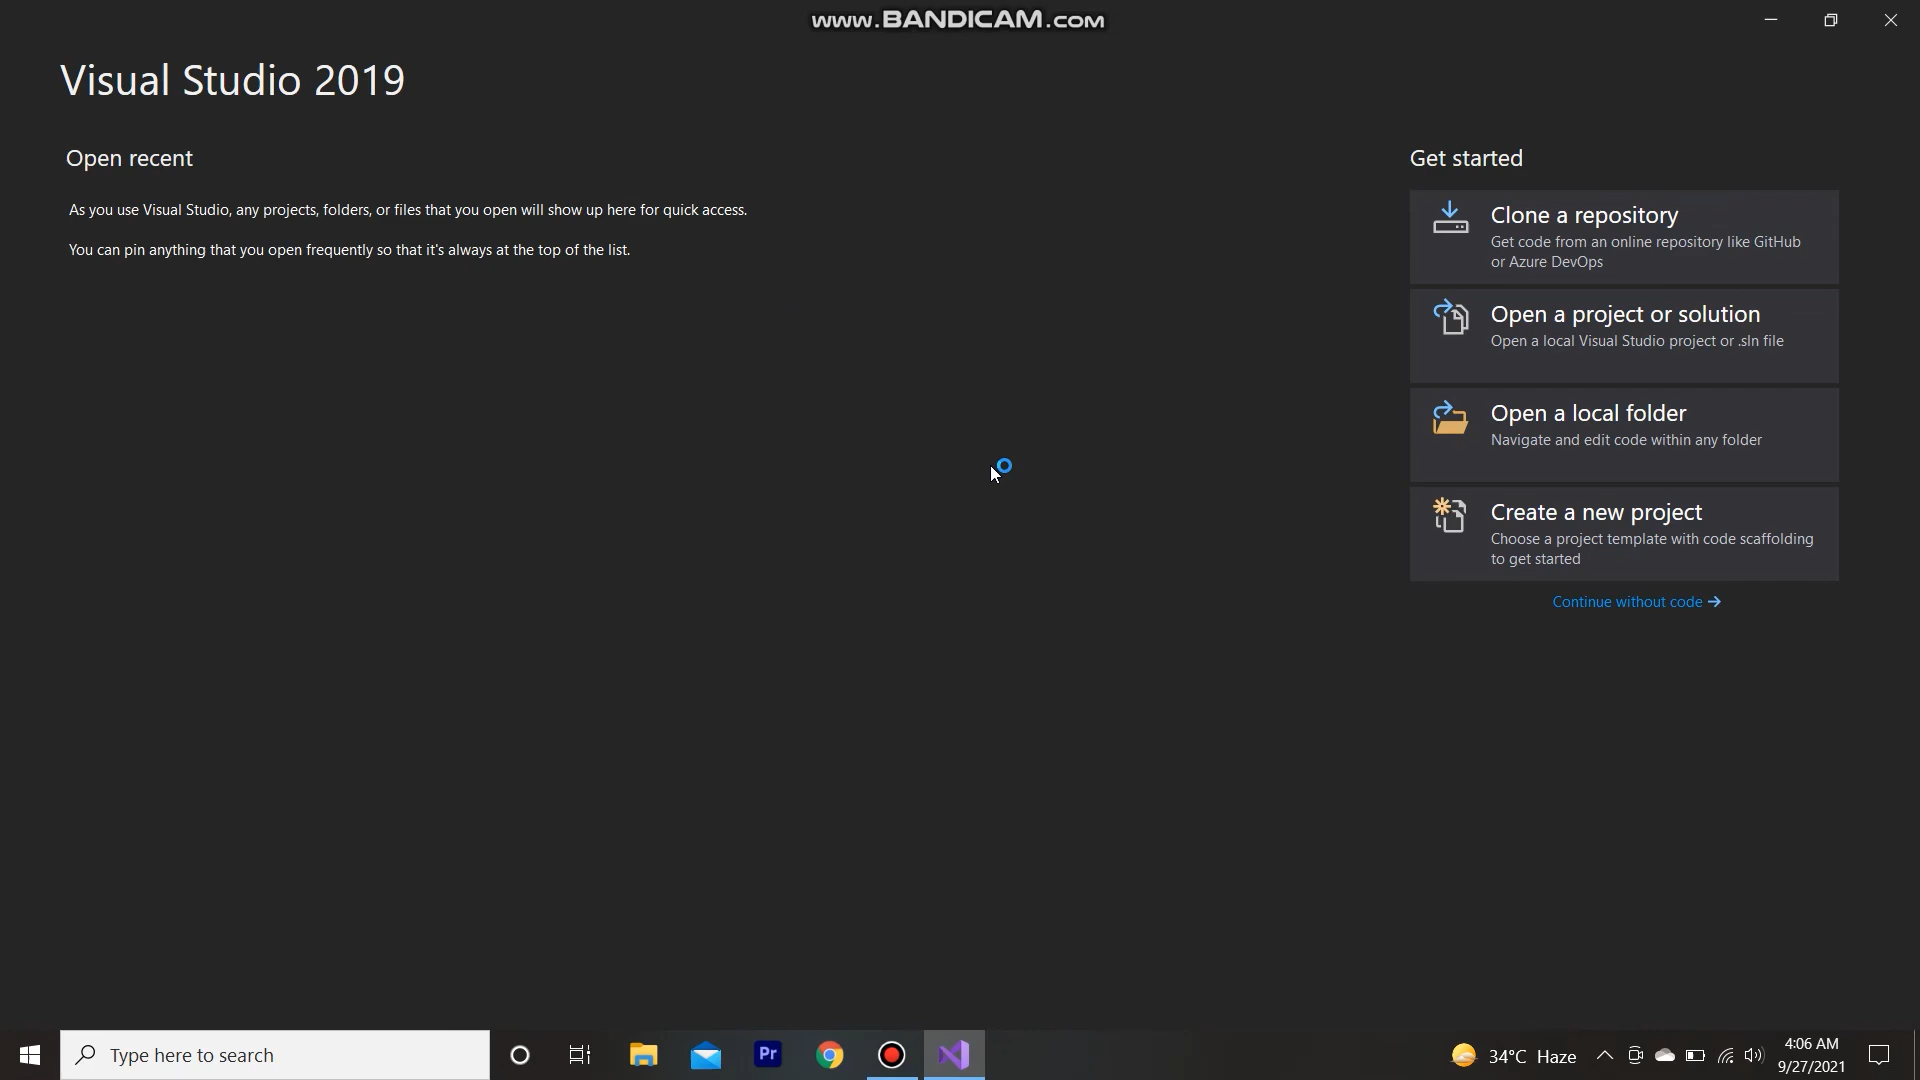 www.BANDICAM.com
Visual Studio 2019
Open recent
As you use Visual Studio, any projects, folders, or files that you open will show up here for quick access.
You can pin anything that you open frequently so that it's always at the top of the list.
Get started
Clone a repository
Get code from an online repository like GitHub
or Azure DevOps
Open a project or solution
Open a local Visual Studio project or .sln file
Open a local folder
Navigate and edit code within any folder
Create a new project
Choose a project template with code scaffolding
to get started
Continue without code →
Type here to search
Pr
34°C Haze
4:06 AM
9/27/2021